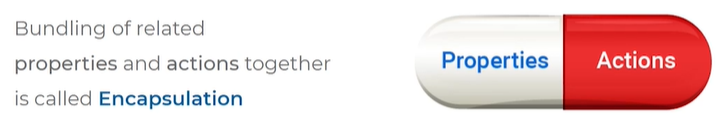 Bundling of related
properties and actions together
is called Encapsulation
Properties
Actions